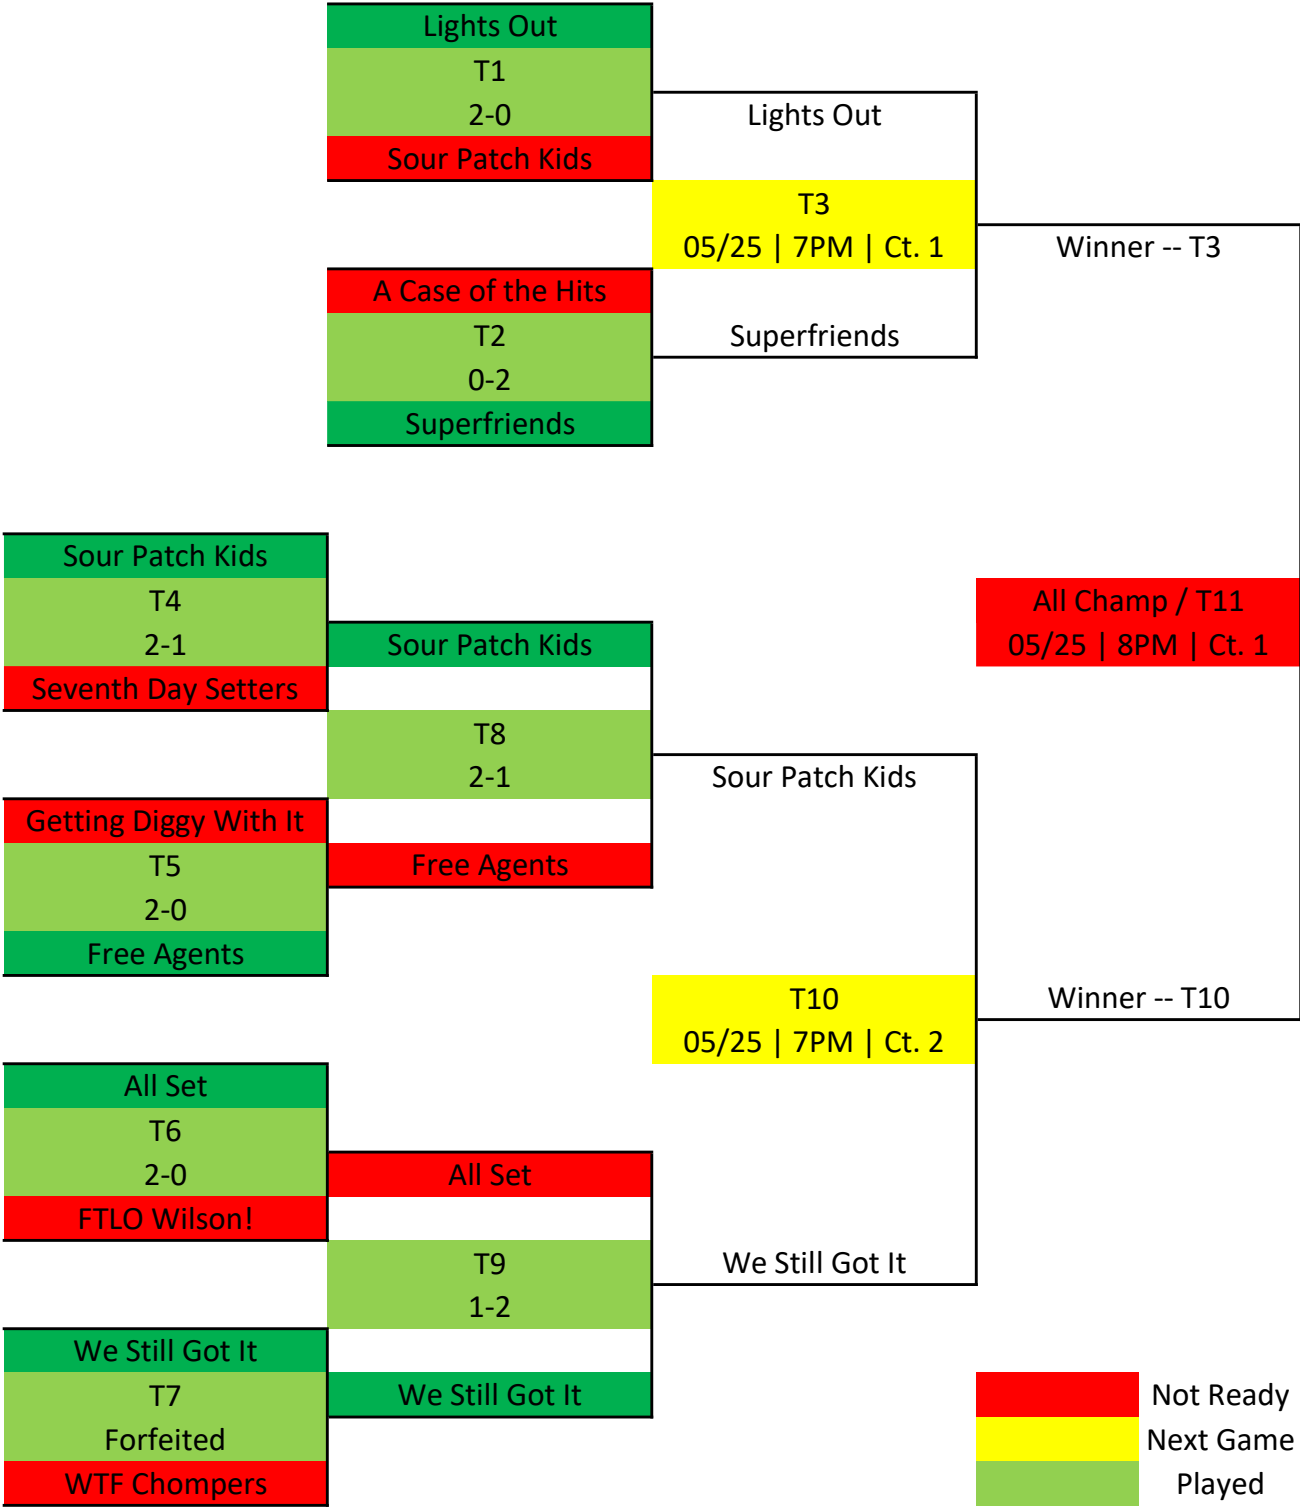 Lights Out
T1
2-0
Sour Patch Kids
Lights Out
T3
05/25 | 7PM | Ct. 1
Winner -- T3
A Case of the Hits
T2
0-2
Superfriends
Superfriends
Sour Patch Kids
T4
2-1
Seventh Day Setters
Sour Patch Kids
T8
2-1
Getting Diggy With It
T5
2-0
Free Agents
Free Agents
Sour Patch Kids
All Champ / T11
05/25 | 8PM | Ct. 1
T10
05/25 | 7PM | Ct. 2
Winner -- T10
All Set
T6
2-0
FTLO Wilson!
All Set
T9
1-2
We Still Got It
We Still Got It
T7
Forfeited
WTF Chompers
We Still Got It
Not Ready
Next Game
Played